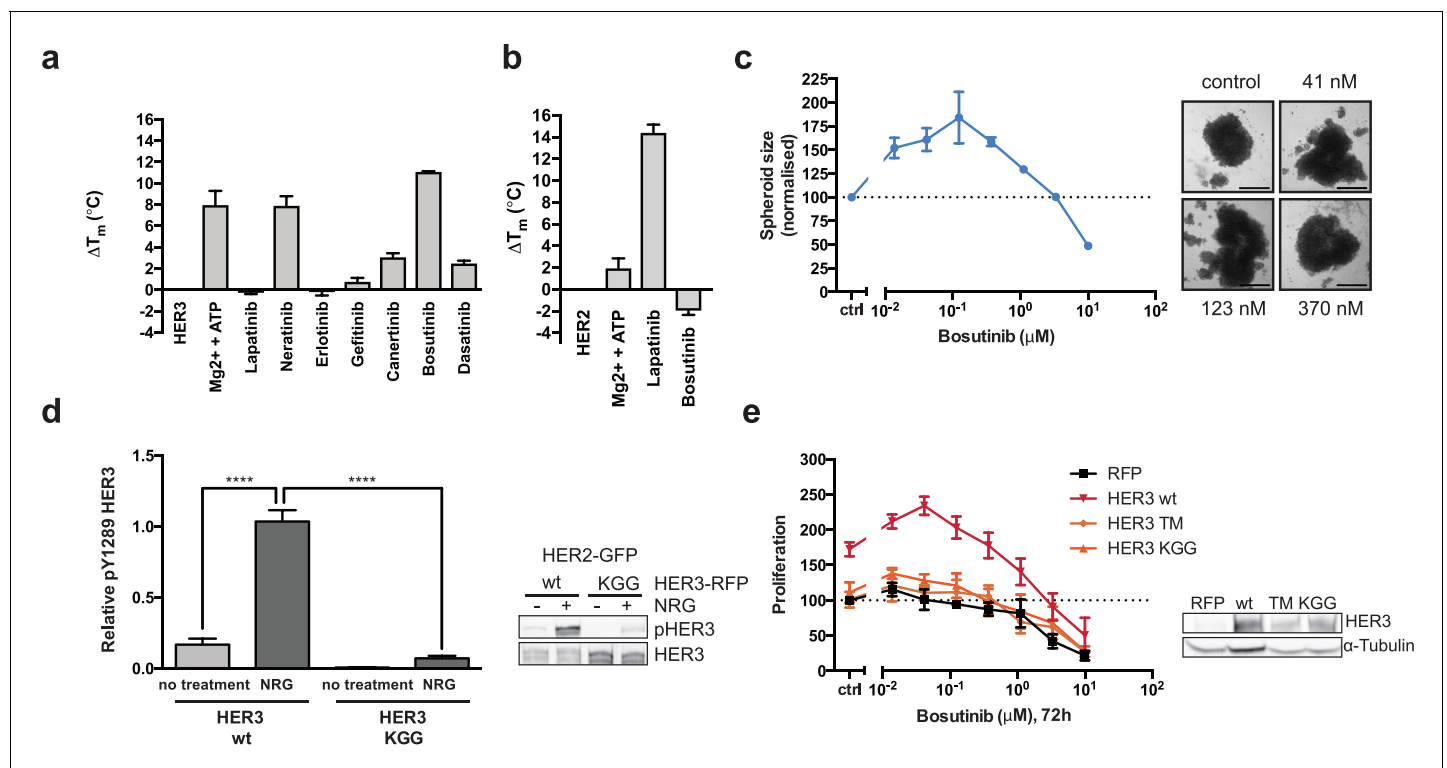 a
16
14
12
10
8
6
4
2
0
-2
-4
ΔTm (°C)
HER3
Mg2+ + ATP
Lapatinib
Neratinib
Erlotinib
Gefitinib
Canertinib
Bosutinib
Dasatinib
b
16
14
12
10
8
6
4
2
0
-2
-4
ΔTm (°C)
HER2
Mg2+ + ATP
Lapatinib
Bosutinib
c
225
200
175
150
125
100
75
50
25
0
Spheroid size
(normalised)
ctrl 10-2 10-1 100 101 102
Bosutinib (μM)
control 41 nM
123 nM 370 nM
d
1.5
1.0
0.5
0.0
Relative pY1289 HER3
**** ****
no treatment NRG no treatment NRG
HER3 HER3
wt KGG
HER2-GFP
wt KGG HER3-RFP
- + - + NRG
pHER3
HER3
e
300
250
200
150
100
50
0
Proliferation
RFP
HER3 wt
HER3 TM
HER3 KGG
ctrl 10-2 10-1 100 101 102
Bosutinib (μM), 72h
RFP wt TM KGG
HER3
α-Tubulin